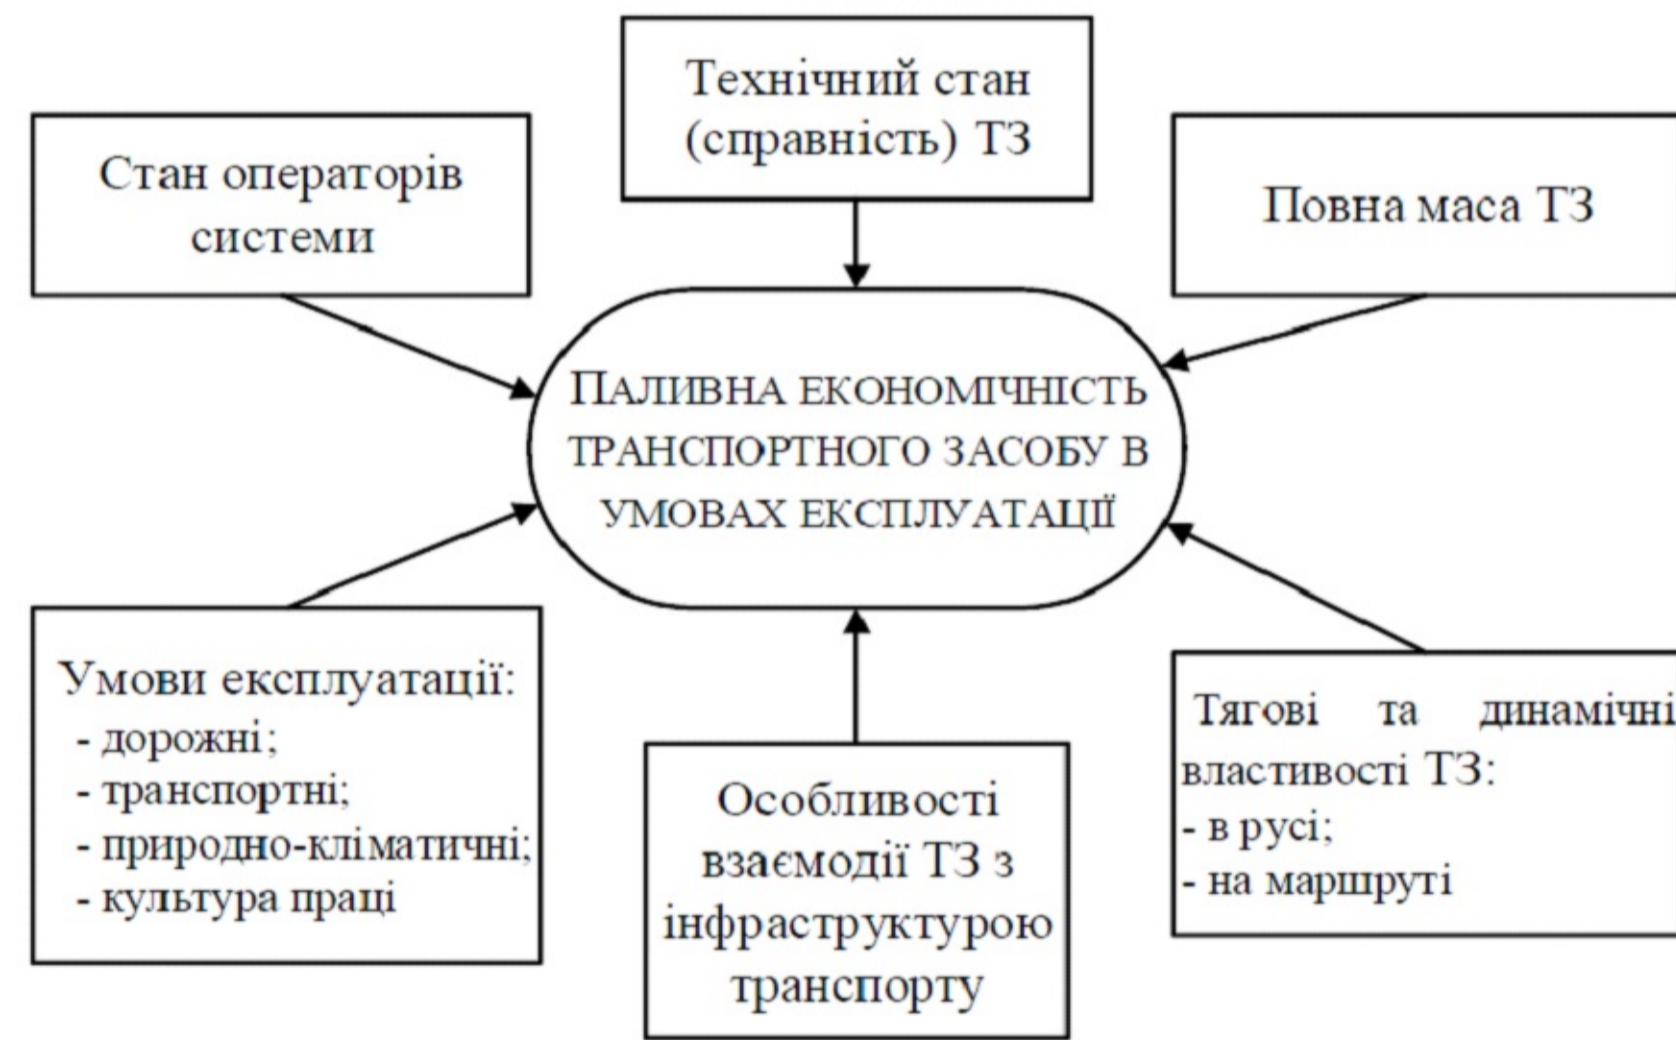 Технічний стан
(справність) ТЗ
Стан операторів
системи
Повна маса ТЗ
ПАЛИВНА ЕКОНОМІЧНІСТЬ
ТРАНСПОРТНОГО ЗАСОБУ В
УМОВАХ ЕКСПЛУАТАЦІЇ
Умови експлуатації:
- дорожні;
- транспортні;
- природно-кліматичні;
- культура праці
Особливості
взаємодії ТЗ з
інфраструктурою
транспорту
Тягові та динамічні
властивості ТЗ:
- в русі;
- на маршруті